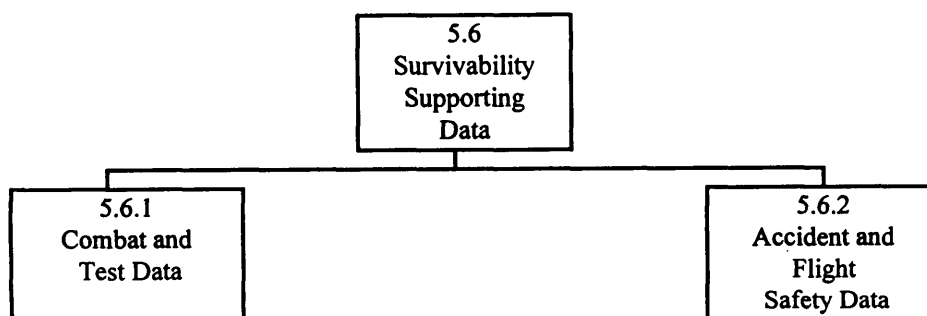 5.6
Survivability
Supporting
Data
5.6.1
Combat and
Test Data
5.6.2
Accident and
Flight
Safety Data